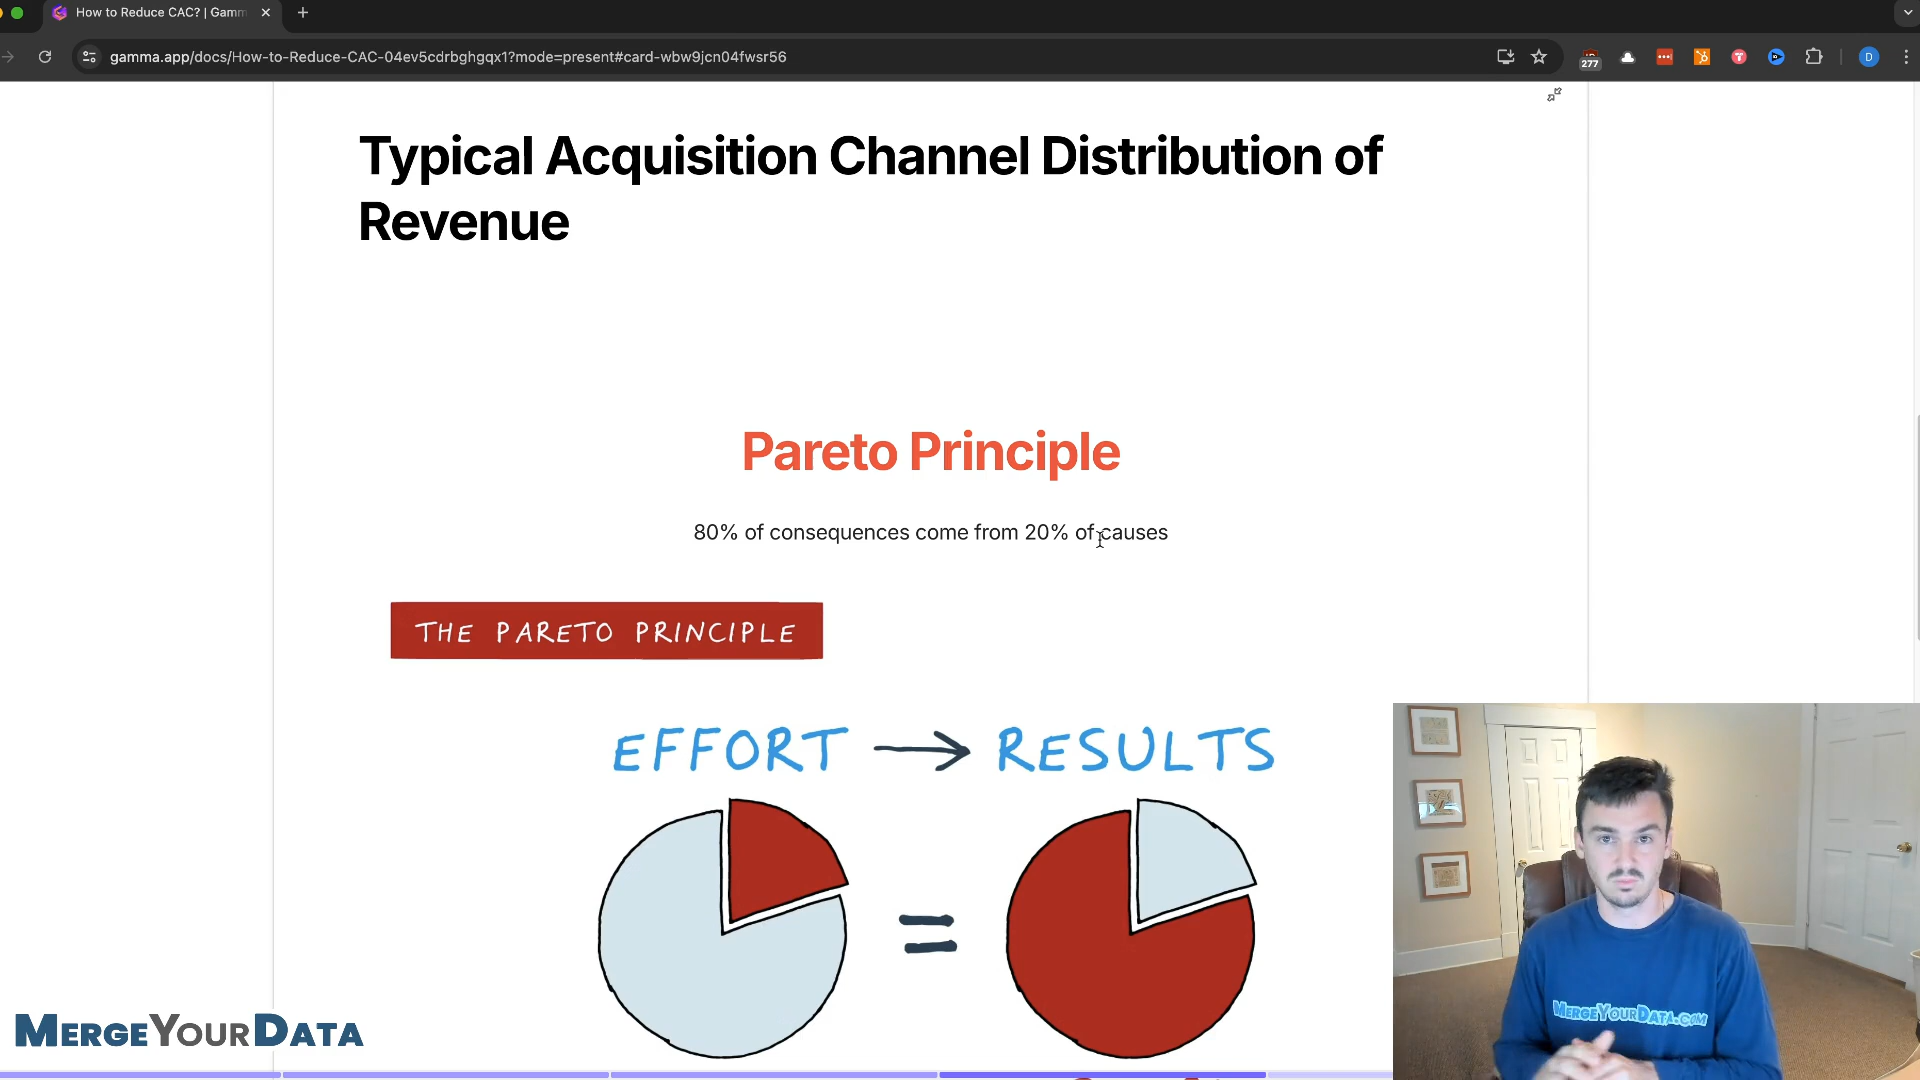 How to Reduce CAC? | Gamm
gamma.app/docs/How-to-Reduce-CAC-04ev5cdrbghgqx1?mode=present#card-wbw9jcn04fwsr56
277
D
Typical Acquisition Channel Distribution of
Revenue
Pareto Principle
80% of consequences come from 20% of causes
THE PARETO PRINCIPLE
EFFORT → RESULTS
=
MERGEYOURDATA.COM
MERGEYOURDATA